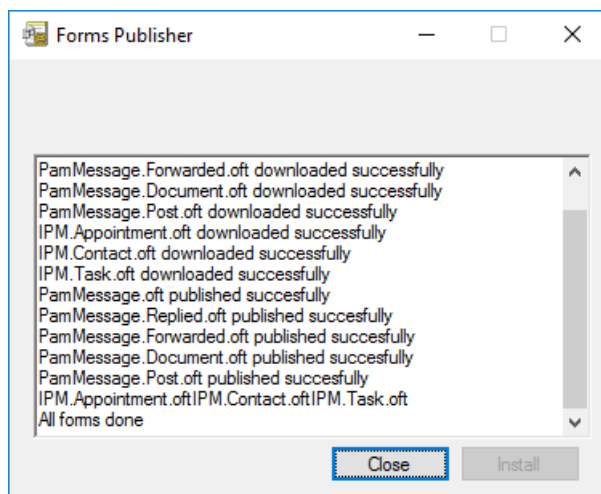 Forms Publisher
PamMessage.Forwarded.oft downloaded successfully
PamMessage.Document.oft downloaded successfully
PamMessage.Post.oft downloaded successfully
IPM.Appointment.oft downloaded successfully
IPM.Contact.oft downloaded successfully
IPM.Task.oft downloaded successfully
PamMessage.oft published succesfully
PamMessage.Replied.oft published succesfully
PamMessage.Forwarded.oft published succesfully
PamMessage.Document.oft published succesfully
PamMessage.Post.oft published succesfully
IPM.Appointment.oftIPM.Contact.oftIPM.Task.oft
All forms done
Close Install